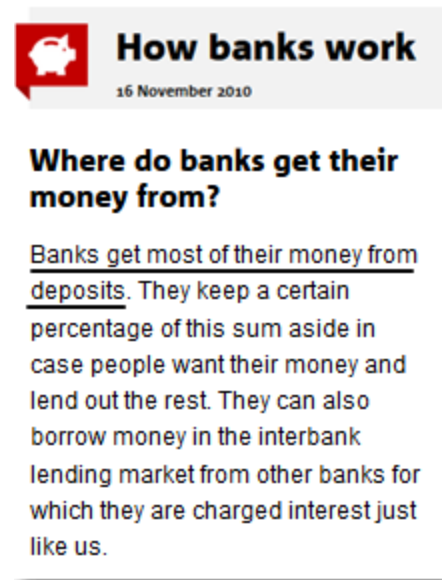 How banks work
16 November 2010
Where do banks get their
money from?
Banks get most of their money from
deposits. They keep a certain
percentage of this sum aside in
case people want their money and
lend out the rest. They can also
borrow money in the interbank
lending market from other banks for
which they are charged interest just
like us.